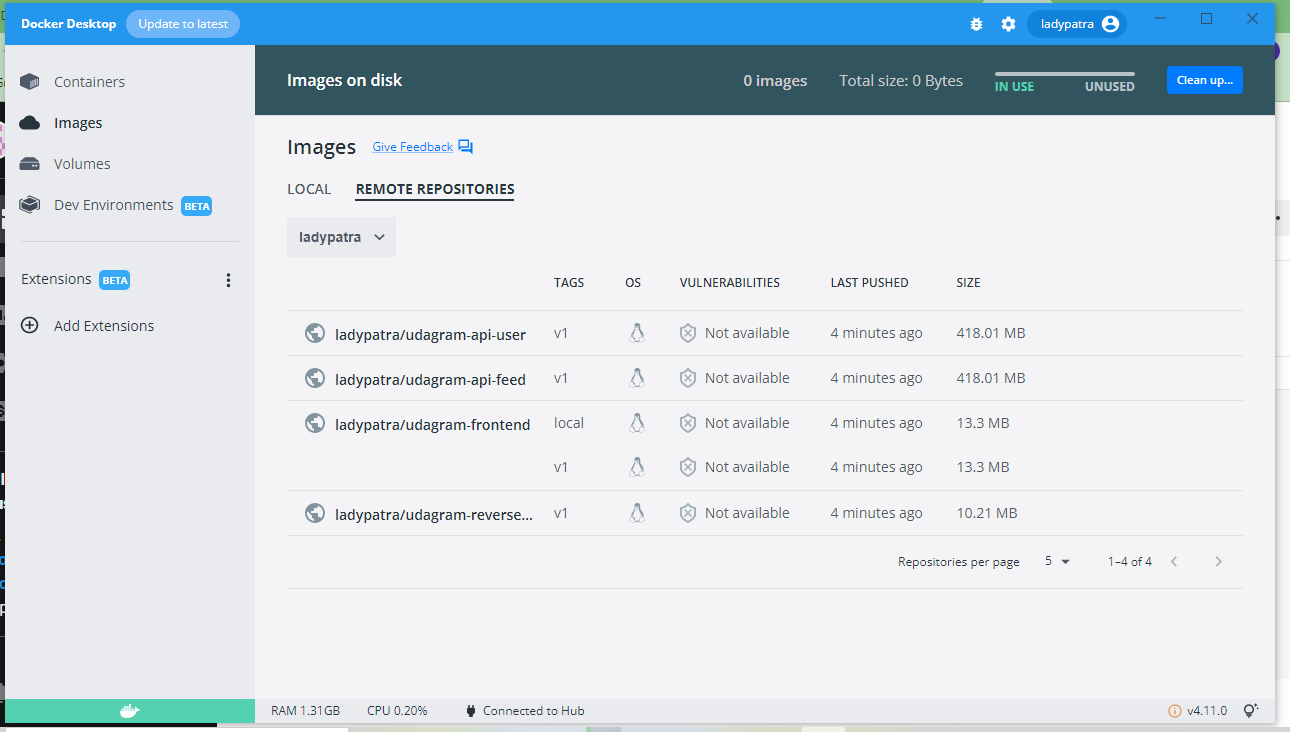 Docker Desktop Update to latest ladypatra
Containers
Images
Volumes
Dev Environments BETA
Extensions BETA
Add Extensions
Images on disk 0 images Total size: 0 Bytes IN USE UNUSED Clean up...
Images Give Feedback
LOCAL REMOTE REPOSITORIES
ladypatra
TAGS OS VULNERABILITIES LAST PUSHED SIZE
ladypatra/udagram-api-user v1 Not available 4 minutes ago 418.01 MB
ladypatra/udagram-api-feed v1 Not available 4 minutes ago 418.01 MB
ladypatra/udagram-frontend local Not available 4 minutes ago 13.3 MB
v1 Not available 4 minutes ago 13.3 MB
ladypatra/udagram-reverse... v1 Not available 4 minutes ago 10.21 MB
Repositories per page 5 1–4 of 4
RAM 1.31GB CPU 0.20% Connected to Hub v4.11.0